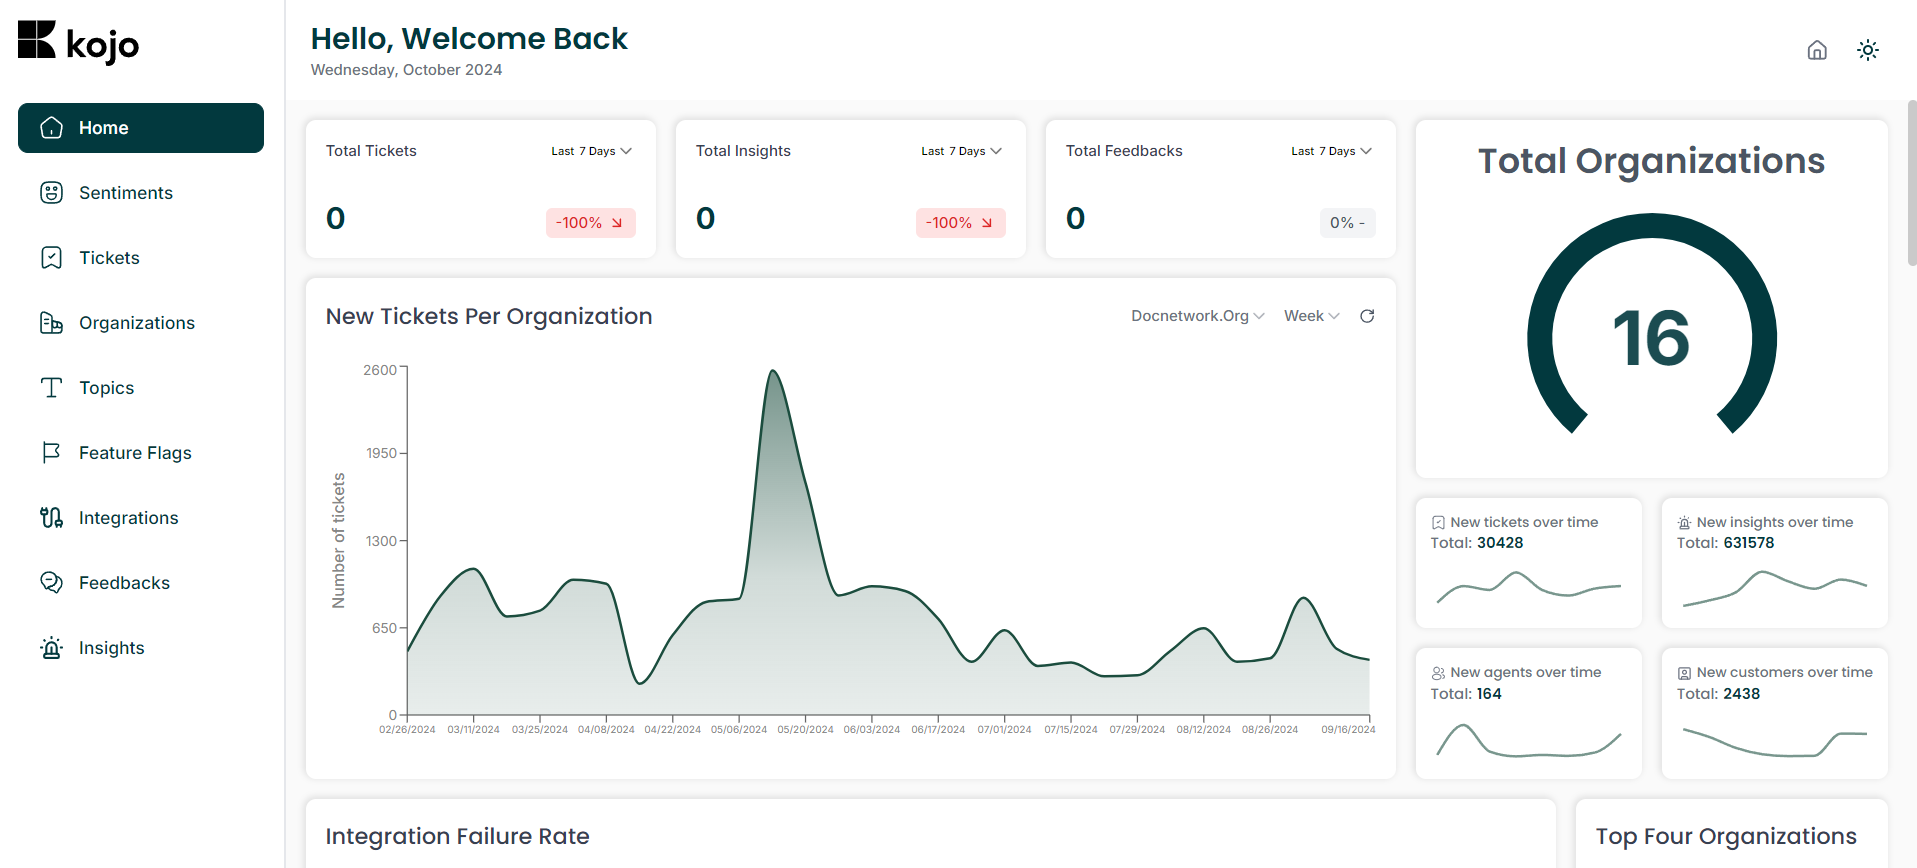 kojo
Home
Sentiments
Tickets
Organizations
Topics
Feature Flags
Integrations
Feedbacks
Insights
Hello, Welcome Back
Wednesday, October 2024
Total Tickets Last 7 Days
0 -100%
Total Insights Last 7 Days
0 -100%
Total Feedbacks Last 7 Days
0 0% -
Total Organizations
16
New Tickets Per Organization Docnetwork.Org Week
Number of tickets
2600
1950
1300
650
0
02/26/2024 03/11/2024 03/25/2024 04/08/2024 04/22/2024 05/06/2024 05/20/2024 06/03/2024 06/17/2024 07/01/2024 07/15/2024 07/29/2024 08/12/2024 08/26/2024 09/16/2024
New tickets over time
Total: 30428
New insights over time
Total: 631578
New agents over time
Total: 164
New customers over time
Total: 2438
Integration Failure Rate
Top Four Organizations